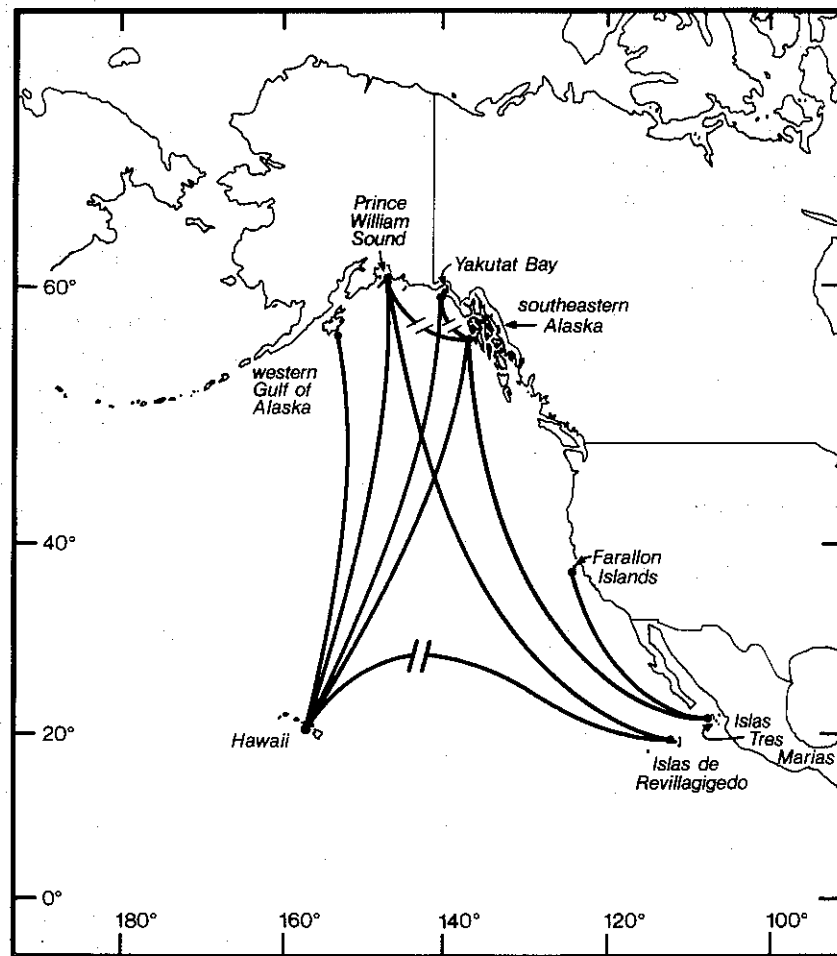 Prince
William
Sound
Yakutat Bay
60°
southeastern
Alaska
western
Gulf of
Alaska
40°
Farallon
Islands
20°
Hawaii
Islas
Tres
Marias
Islas de
Revillagigedo
0°
180°
160°
140°
120°
100°